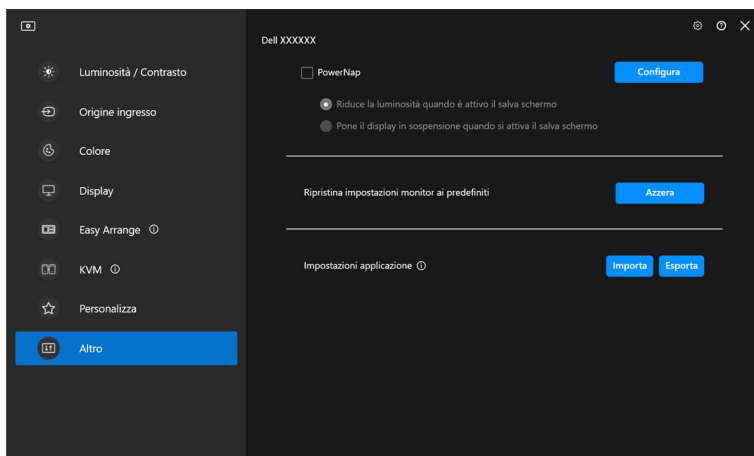 Dell XXXXXX
Luminosità / Contrasto
Origine ingresso
Colore
Display
Easy Arrange
KVM
Personalizza
Altro
PowerNap
Configura
Riduce la luminosità quando è attivo il salva schermo
Pone il display in sospensione quando si attiva il salva schermo
Ripristina impostazioni monitor ai predefiniti
Azzera
Impostazioni applicazione
Importa
Esporta